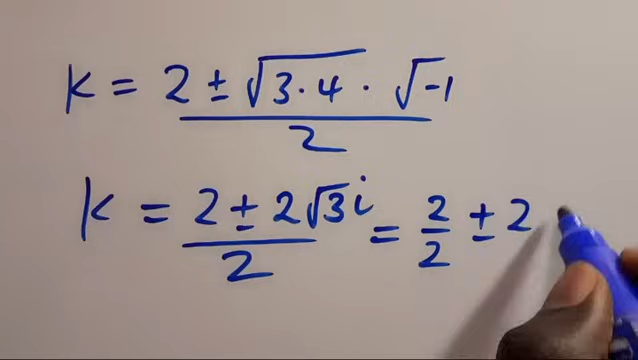 K = (2 ± √(3·4) · √-1)/2
K = (2 ± 2√3i)/2 = 2/2 ± 2